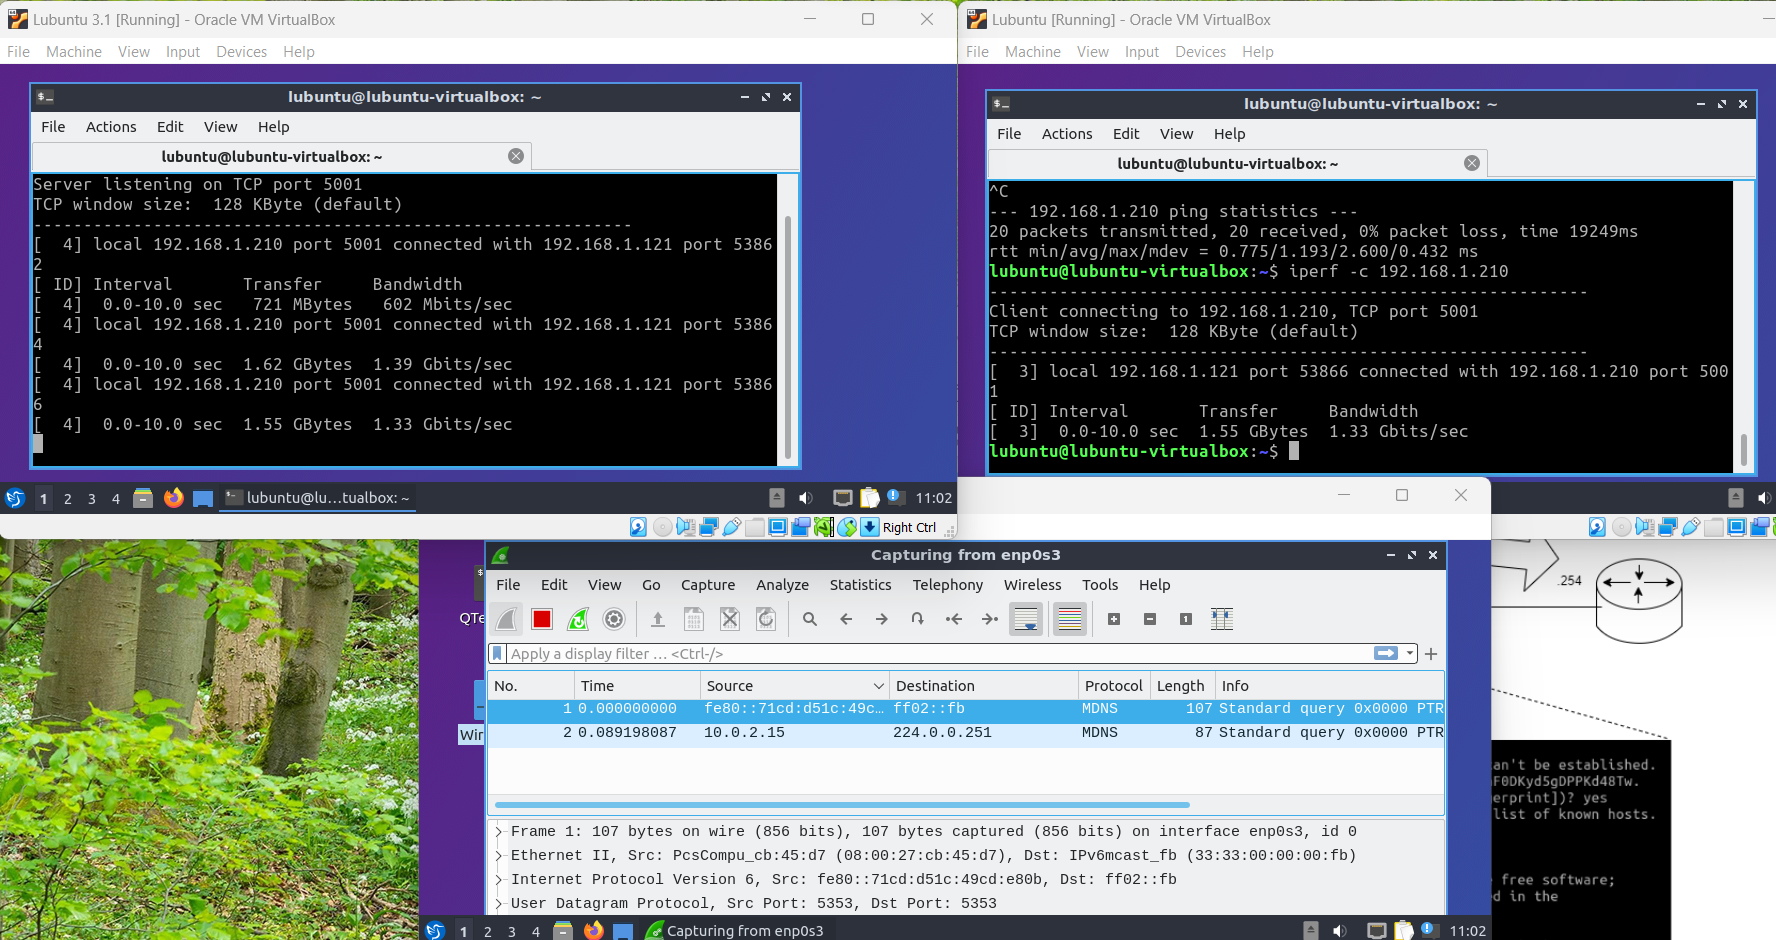 Lubuntu 3.1 [Running] - Oracle VM VirtualBox
File Machine View Input Devices Help
lubuntu@lubuntu-virtualbox: ~
File Actions Edit View Help
lubuntu@lubuntu-virtualbox: ~
Server listening on TCP port 5001
TCP window size:  128 KByte (default)
------------------------------------------------------------
[  4] local 192.168.1.210 port 5001 connected with 192.168.1.121 port 5386
2
[ ID] Interval       Transfer     Bandwidth
[  4]  0.0-10.0 sec   721 MBytes   602 Mbits/sec
[  4] local 192.168.1.210 port 5001 connected with 192.168.1.121 port 5386
4
[  4]  0.0-10.0 sec  1.62 GBytes  1.39 Gbits/sec
[  4] local 192.168.1.210 port 5001 connected with 192.168.1.121 port 5386
6
[  4]  0.0-10.0 sec  1.55 GBytes  1.33 Gbits/sec
1 2 3 4 lubuntu@lu...tualbox: ~ 11:02
Right Ctrl
Lubuntu [Running] - Oracle VM VirtualBox
File Machine View Input Devices Help
lubuntu@lubuntu-virtualbox: ~
File Actions Edit View Help
lubuntu@lubuntu-virtualbox: ~
^C
--- 192.168.1.210 ping statistics ---
20 packets transmitted, 20 received, 0% packet loss, time 19249ms
rtt min/avg/max/mdev = 0.775/1.193/2.600/0.432 ms
lubuntu@lubuntu-virtualbox:~$ iperf -c 192.168.1.210
------------------------------------------------------------
Client connecting to 192.168.1.210, TCP port 5001
TCP window size:  128 KByte (default)
------------------------------------------------------------
[  3] local 192.168.1.121 port 53866 connected with 192.168.1.210 port 500
1
[ ID] Interval       Transfer     Bandwidth
[  3]  0.0-10.0 sec  1.55 GBytes  1.33 Gbits/sec
lubuntu@lubuntu-virtualbox:~$
QTe
Wir
Capturing from enp0s3
File Edit View Go Capture Analyze Statistics Telephony Wireless Tools Help
Apply a display filter … <Ctrl-/>
No. Time Source Destination Protocol Length Info
1 0.000000000 fe80::71cd:d51c:49c… ff02::fb MDNS 107 Standard query 0x0000 PTR
2 0.089198087 10.0.2.15 224.0.0.251 MDNS 87 Standard query 0x0000 PTR
Frame 1: 107 bytes on wire (856 bits), 107 bytes captured (856 bits) on interface enp0s3, id 0
Ethernet II, Src: PcsCompu_cb:45:d7 (08:00:27:cb:45:d7), Dst: IPv6mcast_fb (33:33:00:00:00:fb)
Internet Protocol Version 6, Src: fe80::71cd:d51c:49cd:e80b, Dst: ff02::fb
User Datagram Protocol, Src Port: 5353, Dst Port: 5353
1 2 3 4 Capturing from enp0s3 11:02
.254
an't be established.
F0DKyd5gDPPKd48Tw.
erprint])? yes
list of known hosts.
free software;
d in the